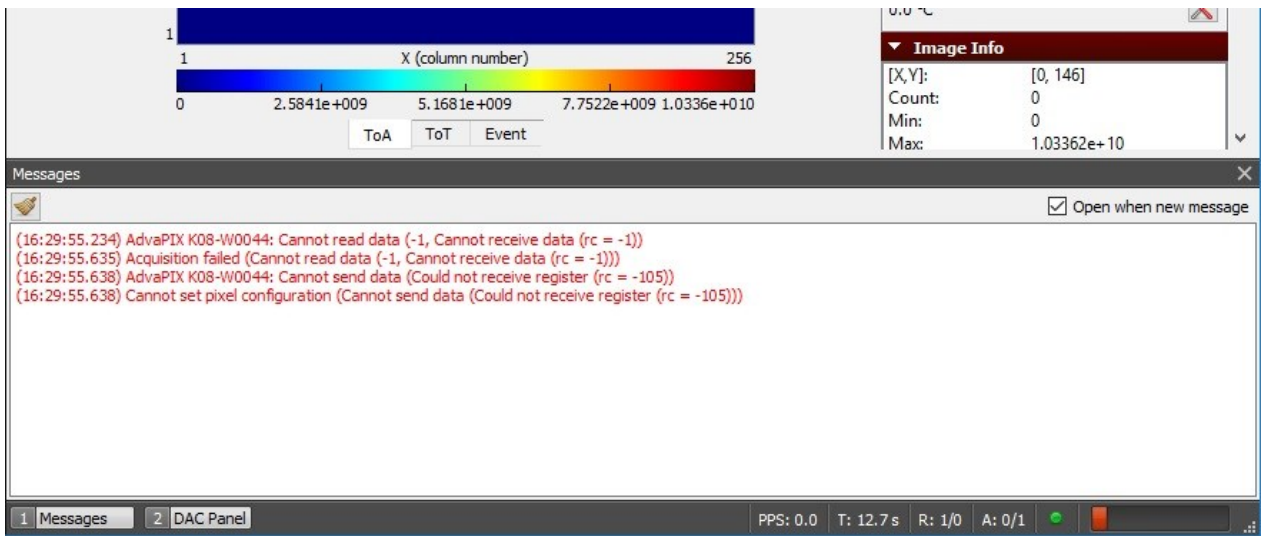 0.0 °C
1
1 X (column number) 256
Image Info
[X,Y]: [0, 146]
0 2.5841e+009 5.1681e+009 7.7522e+009 1.0336e+010
Count: 0
Min: 0
ToA ToT Event
Max: 1.03362e+10
Messages
Open when new message
(16:29:55.234) AdvaPIX K08-W0044: Cannot read data (-1, Cannot receive data (rc = -1))
(16:29:55.635) Acquisition failed (Cannot read data (-1, Cannot receive data (rc = -1)))
(16:29:55.638) AdvaPIX K08-W0044: Cannot send data (Could not receive register (rc = -105))
(16:29:55.638) Cannot set pixel configuration (Cannot send data (Could not receive register (rc = -105)))
1 Messages 2 DAC Panel PPS: 0.0 T: 12.7 s R: 1/0 A: 0/1